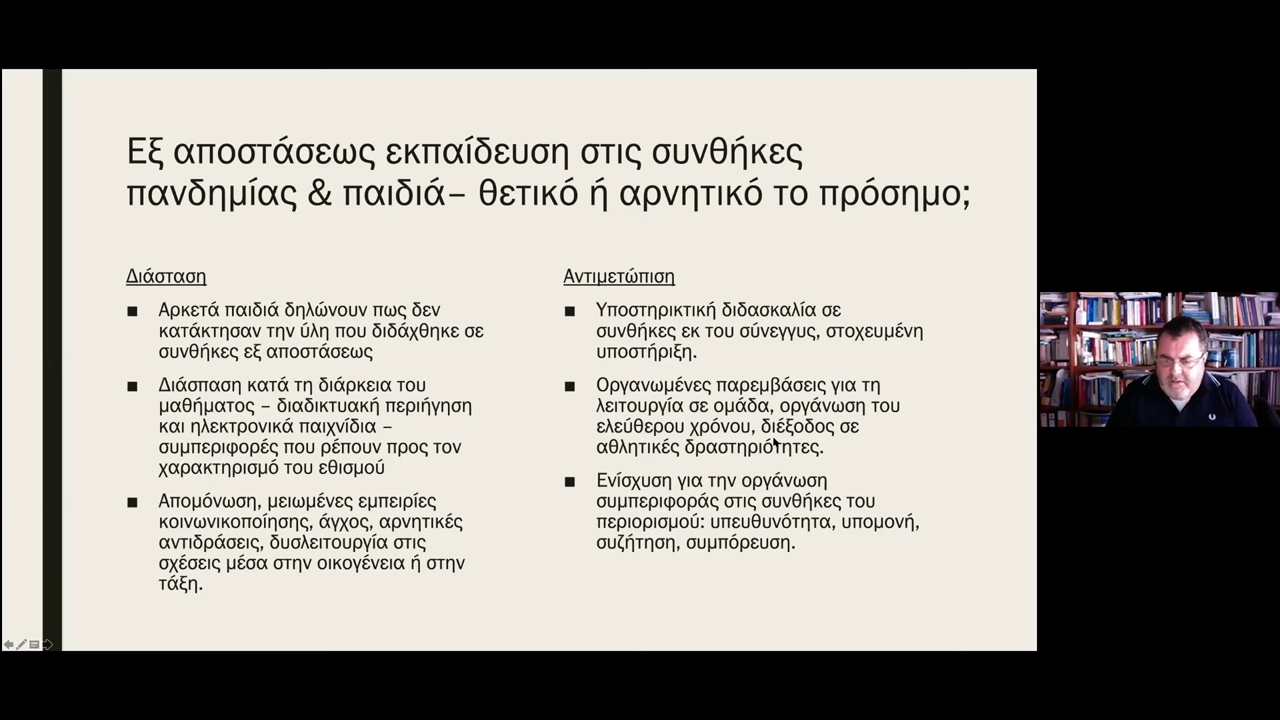 Εξ αποστάσεως εκπαίδευση στις συνθήκες
πανδημίας & παιδιά– θετικό ή αρνητικό το πρόσημο;
Διάσταση
■ Αρκετά παιδιά δηλώνουν πως δεν
κατάκτησαν την ύλη που διδάχθηκε σε
συνθήκες εξ αποστάσεως
■ Διάσπαση κατά τη διάρκεια του
μαθήματος – διαδικτυακή περιήγηση
και ηλεκτρονικά παιχνίδια –
συμπεριφορές που ρέπουν προς τον
χαρακτηρισμό του εθισμού
■ Απομόνωση, μειωμένες εμπειρίες
κοινωνικοποίησης, άγχος, αρνητικές
αντιδράσεις, δυσλειτουργία στις
σχέσεις μέσα στην οικογένεια ή στην
τάξη.
Αντιμετώπιση
■ Υποστηρικτική διδασκαλία σε
συνθήκες εκ του σύνεγγυς, στοχευμένη
υποστήριξη.
■ Οργανωμένες παρεμβάσεις για τη
λειτουργία σε ομάδα, οργάνωση του
ελεύθερου χρόνου, διέξοδος σε
αθλητικές δραστηριότητες.
■ Ενίσχυση για την οργάνωση
συμπεριφοράς στις συνθήκες του
περιορισμού: υπευθυνότητα, υπομονή,
συζήτηση, συμπόρευση.